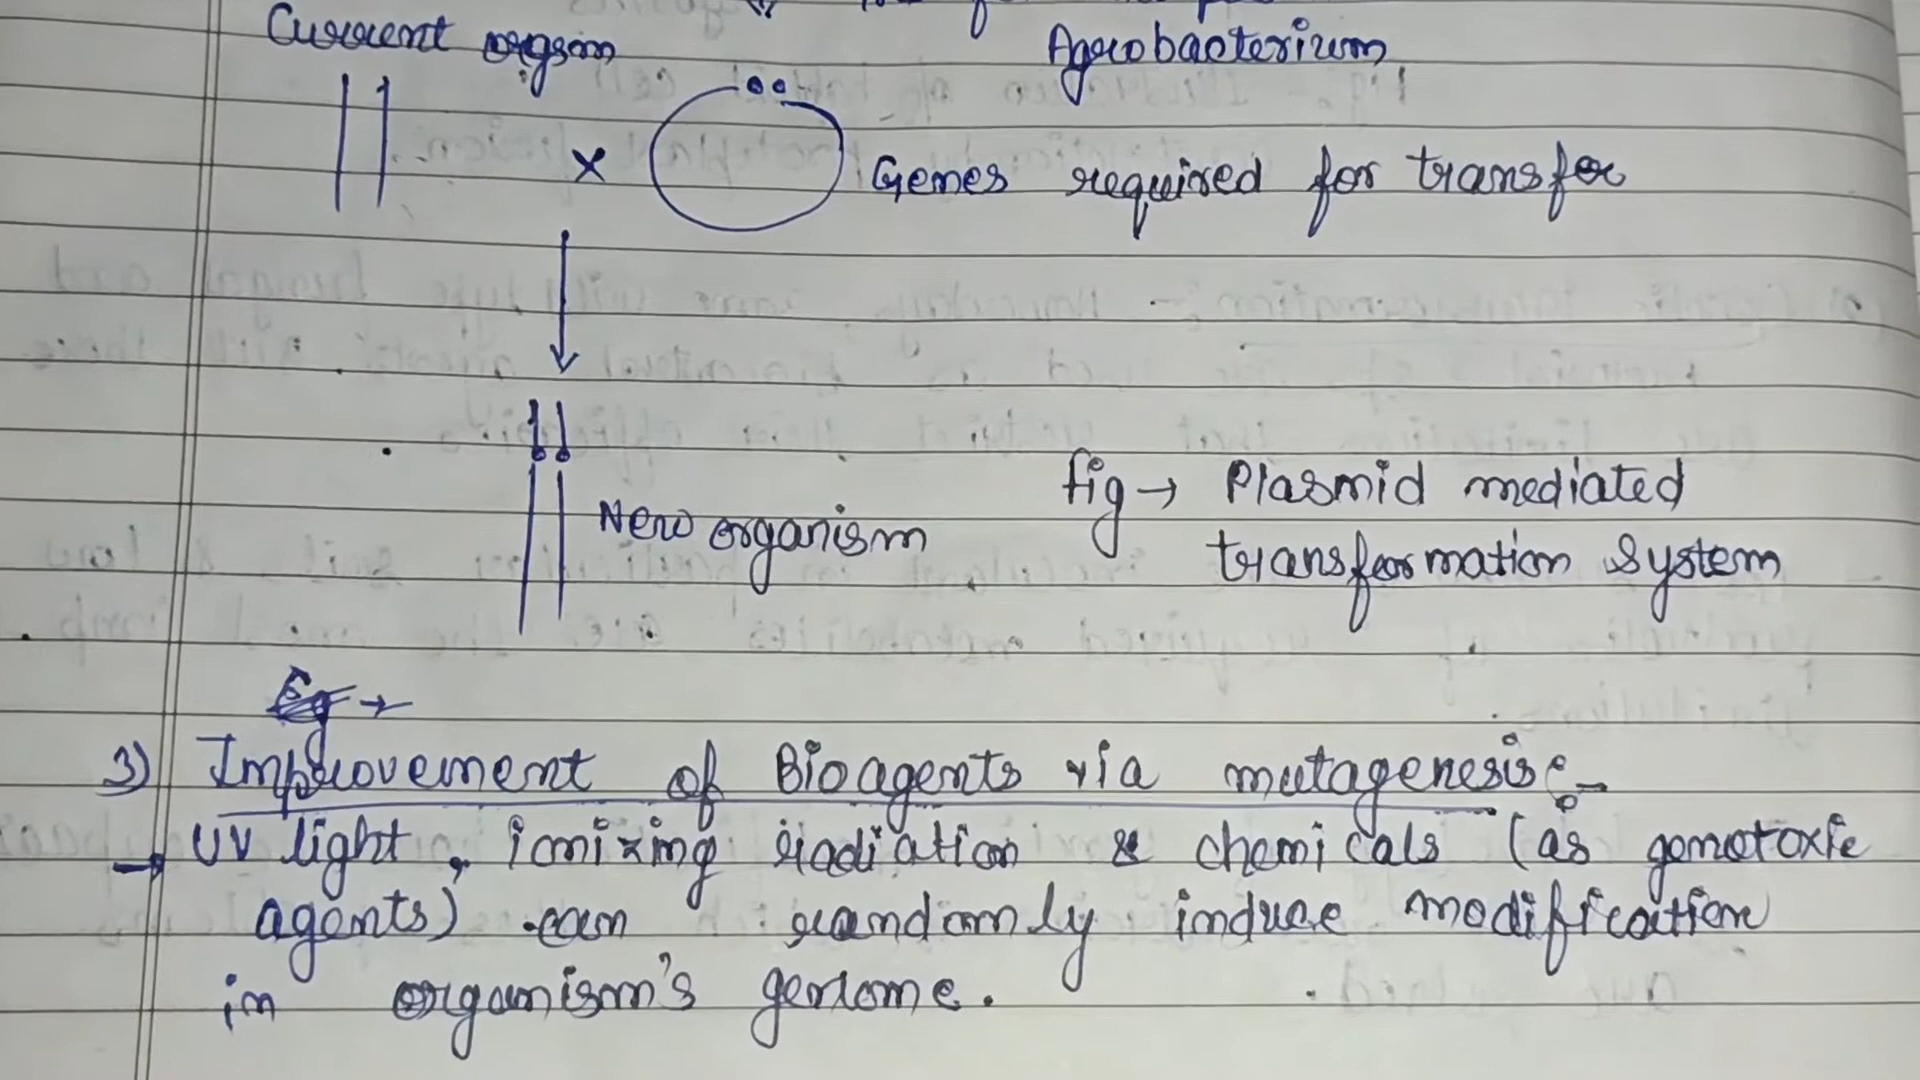 Current orgsim
Agrobacterium
x Genes required for transfer
New organism
fig → Plasmid mediated
transformation system
3) Improvement of Bioagents via mutagenesis :-
→ UV light, ionizing radiation & chemicals (as genotoxic
agents) can randomly induce modification
in organism's genome.